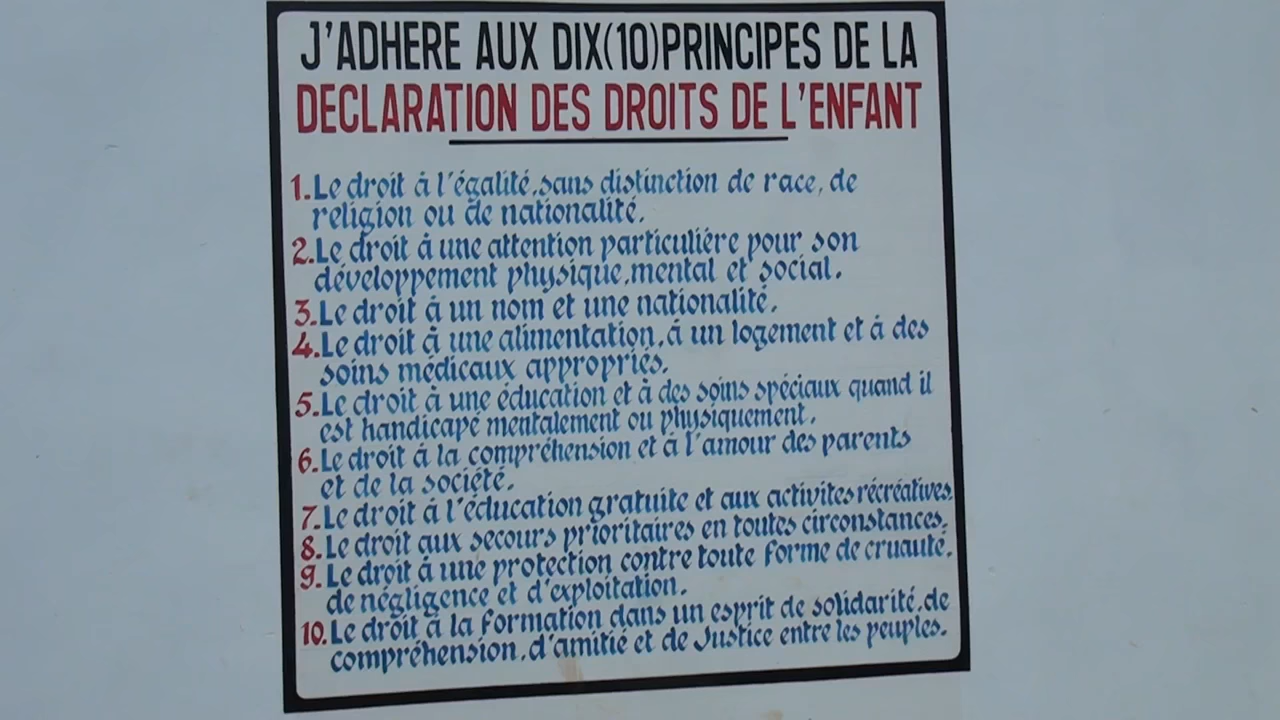 J'ADHERE AUX DIX(10)PRINCIPES DE LA
DECLARATION DES DROITS DE L'ENFANT
1.Le droit à l'égalité,sans distinction de race, de
religion ou de nationalité.
2.Le droit à une attention particuliére pour son
développement physique,mental et social.
3.Le droit à un nom et une nationalité.
4.Le droit à une alimentation,à un logement et à des
soins médicaux appropriés.
5.Le droit à une éducation et à des soins spéciaux quand il
est handicapé mentalement ou physiquement.
6.Le droit à la compréhension et à l'amour des parents
et de la société.
7.Le droit à l'éducation gratuite et aux activites récréatives.
8.Le droit aux secours prioritaires en toutes circonstances.
9.Le droit à une protection contre toute forme de cruauté,
de négligence et d'exploitation.
10.Le droit à la formation dans un esprit de solidarité,de
compréhension,d'amitié et de Justice entre les peuples.